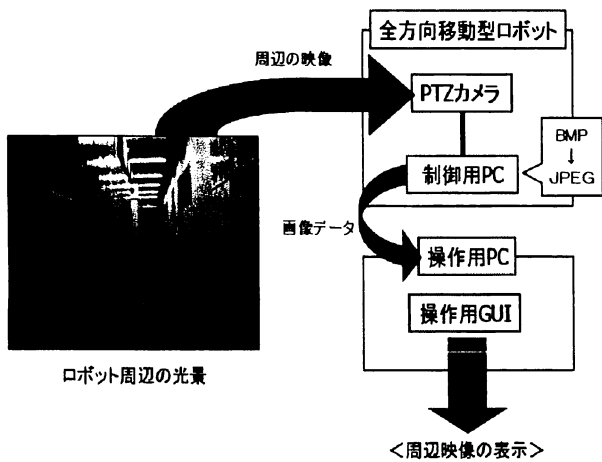 全方向移動型ロボット
周辺の映像
PTZカメラ
BMP
↓
JPEG
制御用PC
画像データ
操作用PC
操作用GUI
ロボット周辺の光景
＜周辺映像の表示＞